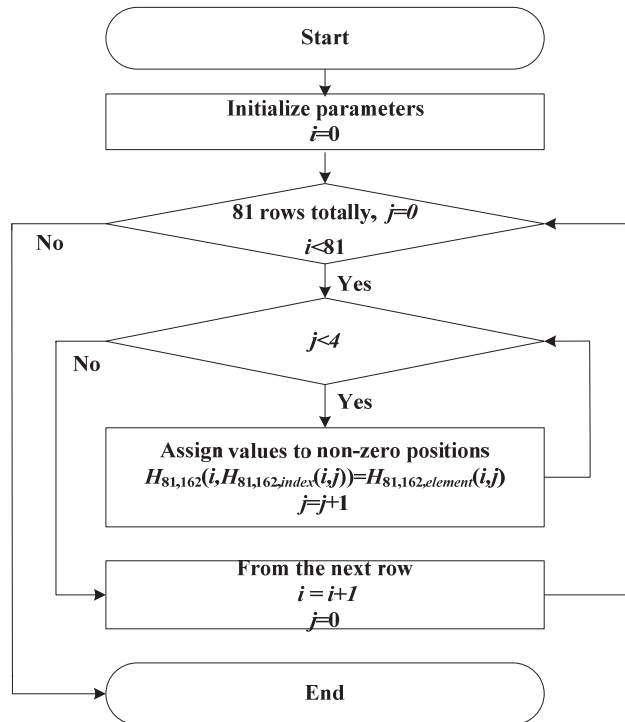 Start
Initialize parameters
i=0
81 rows totally, j=0
i<81
No
Yes
j<4
No
Yes
Assign values to non-zero positions
H81,162(i,H81,162,index(i,j))=H81,162,element(i,j)
j=j+1
From the next row
i = i+1
j=0
End